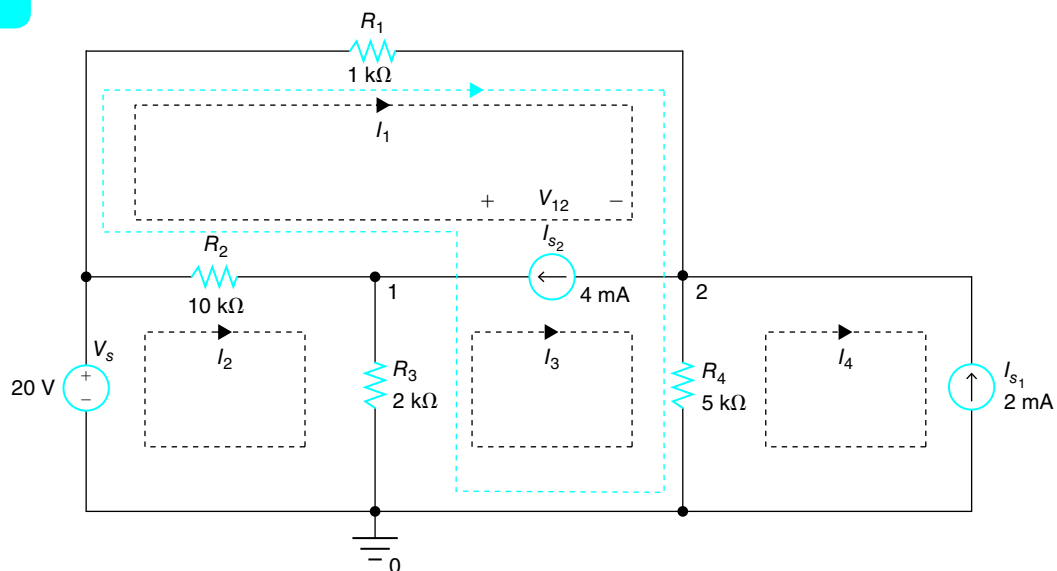 R1
1 kΩ
I1
+ V12 −
Is2
R2
1
4 mA
2
10 kΩ
Vs
I2
I3
I4
+
20 V
−
R3
2 kΩ
R4
5 kΩ
Is1
2 mA
0